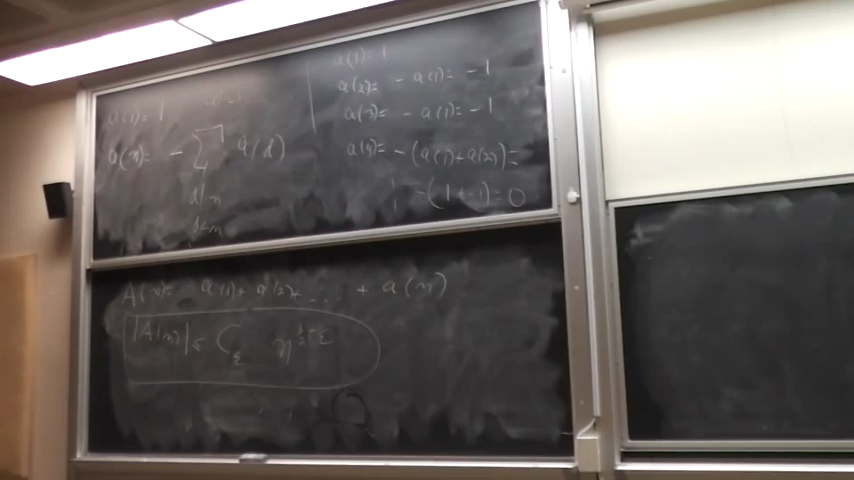 a(1) = 1
a(n) = - ∑ a(d)
d|n
d<n
a(1) = 1
a(2) = - a(1) = -1
a(3) = - a(1) = -1
a(4) = - (a(1) + a(2)) =
- (1 + -1) = 0
A(n) = a(1) + a(2) + ... + a(n)
|A(n)| ≤ C_ε n^{1/2+ε}